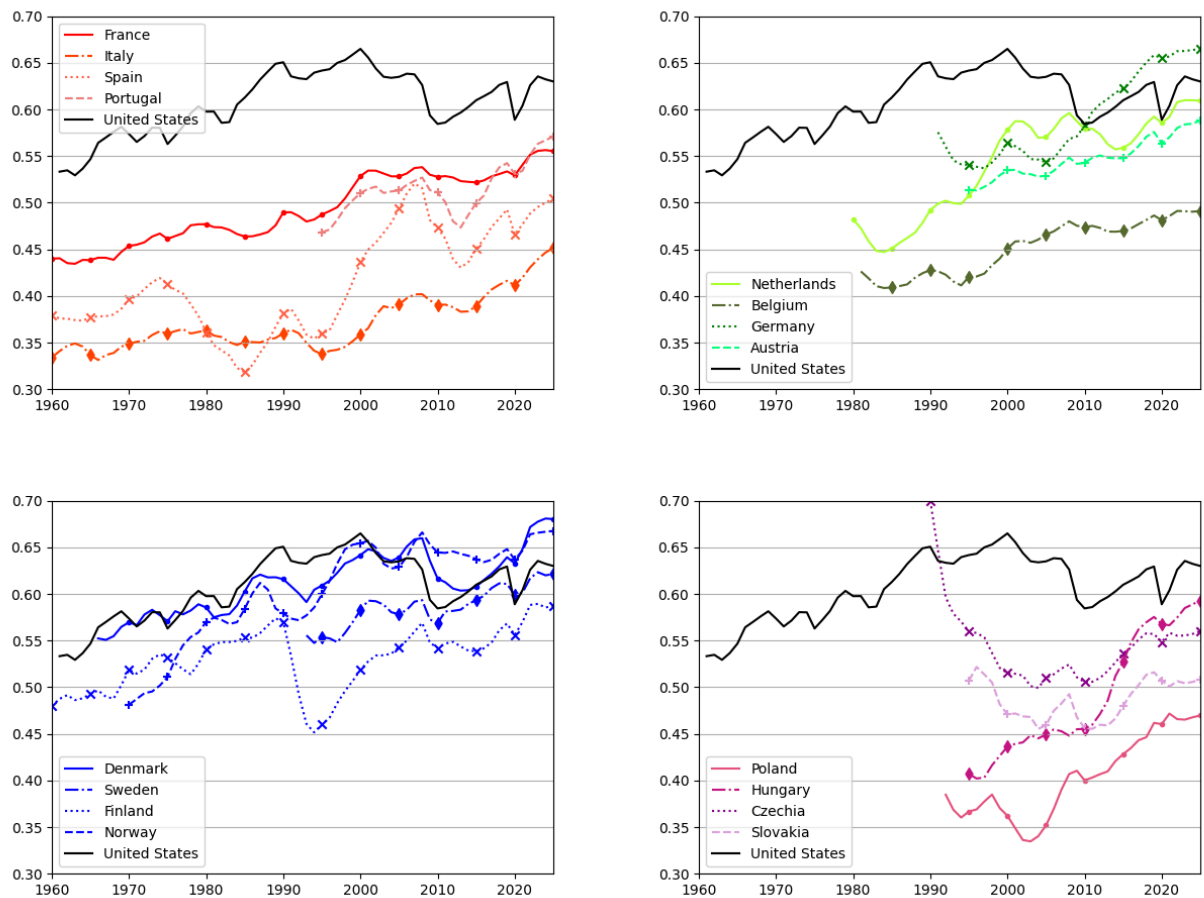 0.70
0.65
0.60
0.55
0.50
0.45
0.40
0.35
0.30
France
Italy
Spain
Portugal
United States
1960 1970 1980 1990 2000 2010 2020
0.70
0.65
0.60
0.55
0.50
0.45
0.40
0.35
0.30
Netherlands
Belgium
Germany
Austria
United States
1960 1970 1980 1990 2000 2010 2020
0.70
0.65
0.60
0.55
0.50
0.45
0.40
0.35
0.30
Denmark
Sweden
Finland
Norway
United States
1960 1970 1980 1990 2000 2010 2020
0.70
0.65
0.60
0.55
0.50
0.45
0.40
0.35
0.30
Poland
Hungary
Czechia
Slovakia
United States
1960 1970 1980 1990 2000 2010 2020